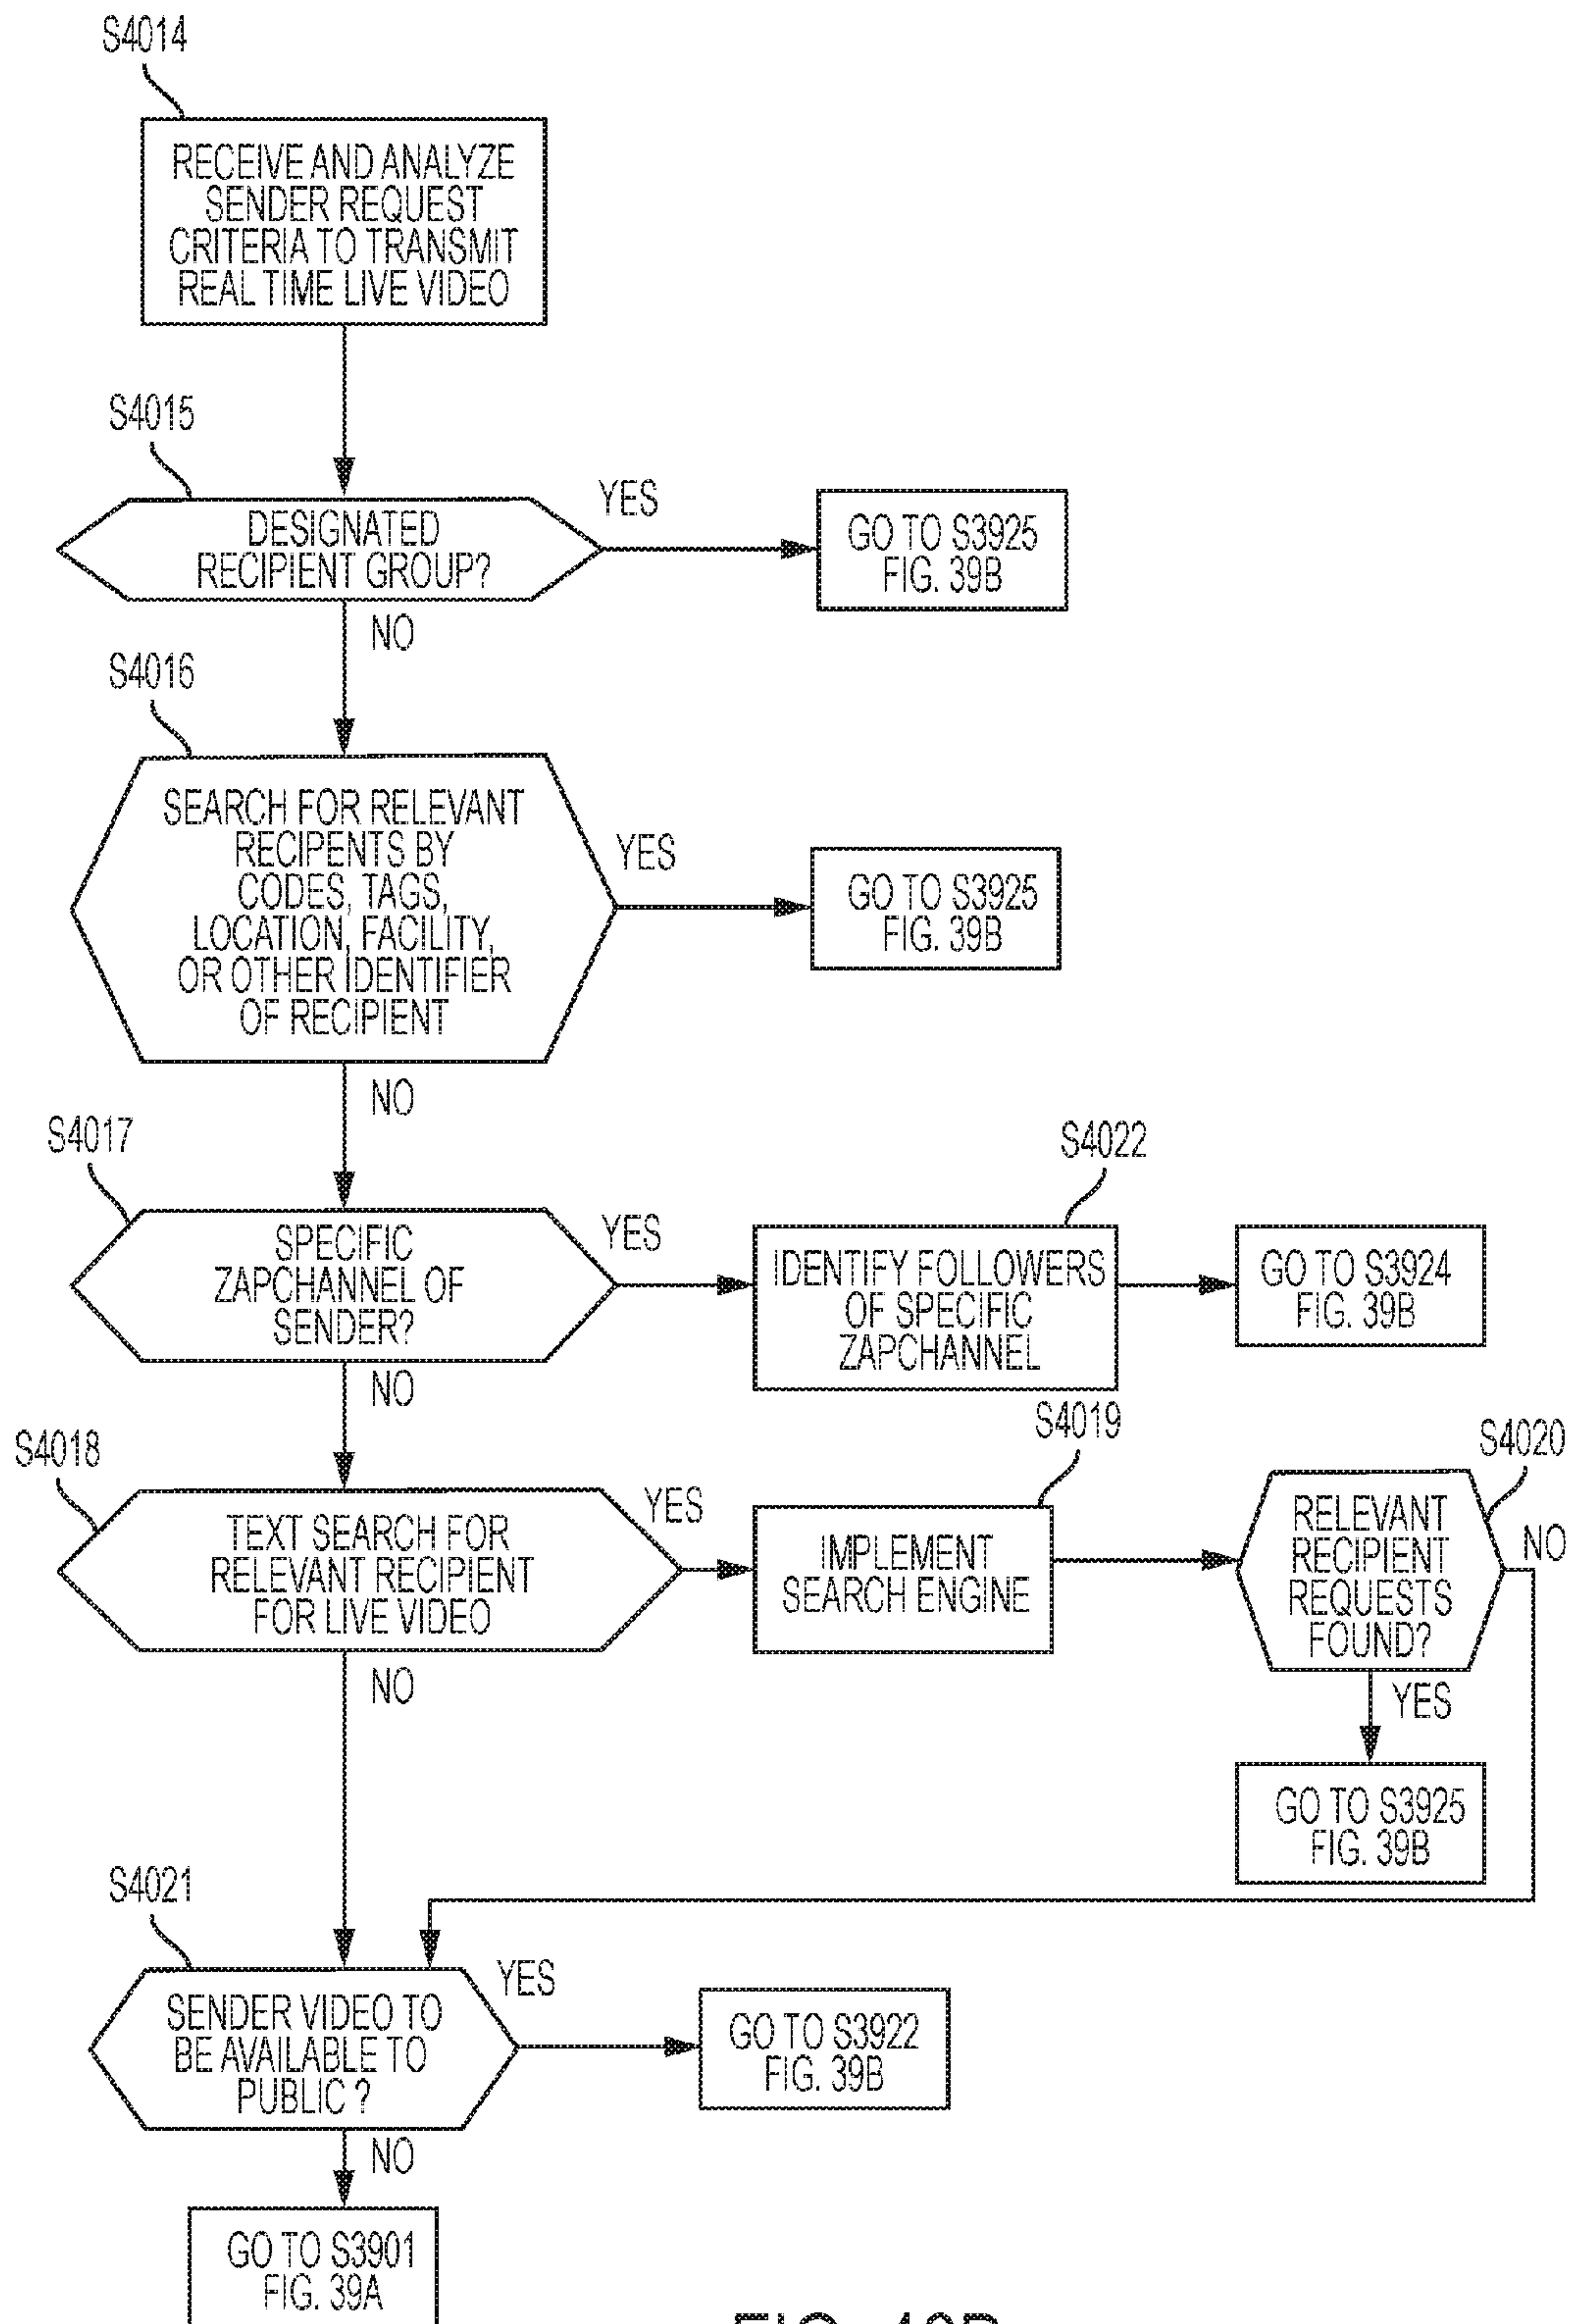 S4014
RECEIVE AND ANALYZE
SENDER REQUEST
CRITERIA TO TRANSMIT
REAL TIME LIVE VIDEO
S4015
DESIGNATED
RECIPIENT GROUP?
YES
GO TO S3925
FIG. 39B
NO
S4016
SEARCH FOR RELEVANT
RECIPENTS BY
CODES, TAGS,
LOCATION, FACILITY,
OR OTHER IDENTIFIER
OF RECIPIENT
YES
GO TO S3925
FIG. 39B
NO
S4017
SPECIFIC
ZAPCHANNEL OF
SENDER?
YES
S4022
IDENTIFY FOLLOWERS
OF SPECIFIC
ZAPCHANNEL
GO TO S3924
FIG. 39B
NO
S4018
TEXT SEARCH FOR
RELEVANT RECIPIENT
FOR LIVE VIDEO
YES
S4019
IMPLEMENT
SEARCH ENGINE
S4020
RELEVANT
RECIPIENT
REQUESTS
FOUND?
NO
YES
GO TO S3925
FIG. 39B
NO
S4021
SENDER VIDEO TO
BE AVAILABLE TO
PUBLIC ?
YES
GO TO S3922
FIG. 39B
NO
GO TO S3901
FIG. 39A